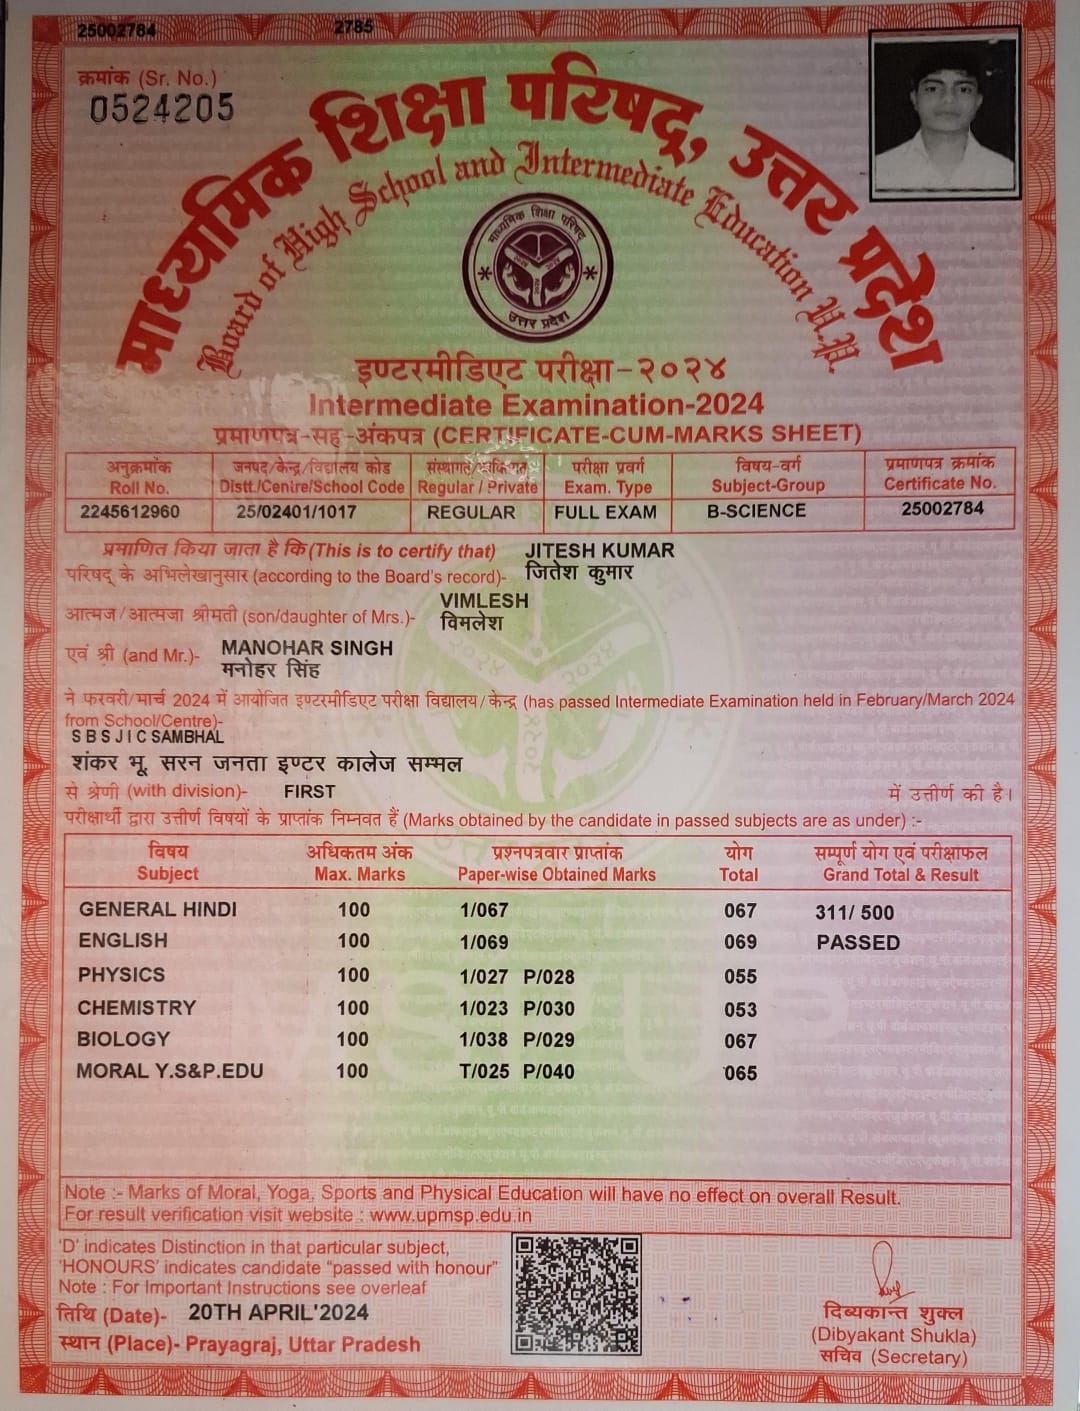 25002784 2785
क्रमांक (Sr. No.)
0524205
माध्यमिक शिक्षा परिषद्, उत्तर प्रदेश
Board of High School and Intermediate Education U.P.
माध्यमिक शिक्षा परिषद्
उत्तर प्रदेश
इण्टरमीडिएट परीक्षा-२०२४
Intermediate Examination-2024
प्रमाणपत्र-सह-अंकपत्र (CERTIFICATE-CUM-MARKS SHEET)
अनुक्रमांक जनपद/केन्द्र/विद्यालय कोड संस्थागत/व्यक्तिगत परीक्षा प्रवर्ग विषय-वर्ग प्रमाणपत्र क्रमांक
Roll No. Distt./Centre/School Code Regular / Private Exam. Type Subject-Group Certificate No.
2245612960 25/02401/1017 REGULAR FULL EXAM B-SCIENCE 25002784
प्रमाणित किया जाता है कि (This is to certify that) JITESH KUMAR
परिषद् के अभिलेखानुसार (according to the Board's record)- जितेश कुमार
VIMLESH
आत्मज/आत्मजा श्रीमती (son/daughter of Mrs.)- विमलेश
एवं श्री (and Mr.)- MANOHAR SINGH
मनोहर सिंह
ने फरवरी/मार्च 2024 में आयोजित इण्टरमीडिएट परीक्षा विद्यालय/केन्द्र (has passed Intermediate Examination held in February/March 2024
from School/Centre)-
S B S J I C SAMBHAL
शंकर भू. सरन जनता इण्टर कालेज सम्भल
से श्रेणी (with division)- FIRST में उत्तीर्ण की है।
परीक्षार्थी द्वारा उत्तीर्ण विषयों के प्राप्तांक निम्नवत हैं (Marks obtained by the candidate in passed subjects are as under) :-
विषय अधिकतम अंक प्रश्नपत्रवार प्राप्तांक योग सम्पूर्ण योग एवं परीक्षाफल
Subject Max. Marks Paper-wise Obtained Marks Total Grand Total & Result
GENERAL HINDI 100 1/067 067 311/ 500
ENGLISH 100 1/069 069 PASSED
PHYSICS 100 1/027 P/028 055
CHEMISTRY 100 1/023 P/030 053
BIOLOGY 100 1/038 P/029 067
MORAL Y.S&P.EDU 100 T/025 P/040 065
Note :- Marks of Moral, Yoga, Sports and Physical Education will have no effect on overall Result.
For result verification visit website : www.upmsp.edu.in
'D' indicates Distinction in that particular subject,
'HONOURS' indicates candidate "passed with honour"
Note : For Important Instructions see overleaf
तिथि (Date)- 20TH APRIL'2024
स्थान (Place)- Prayagraj, Uttar Pradesh
दिब्यकान्त शुक्ल
(Dibyakant Shukla)
सचिव (Secretary)